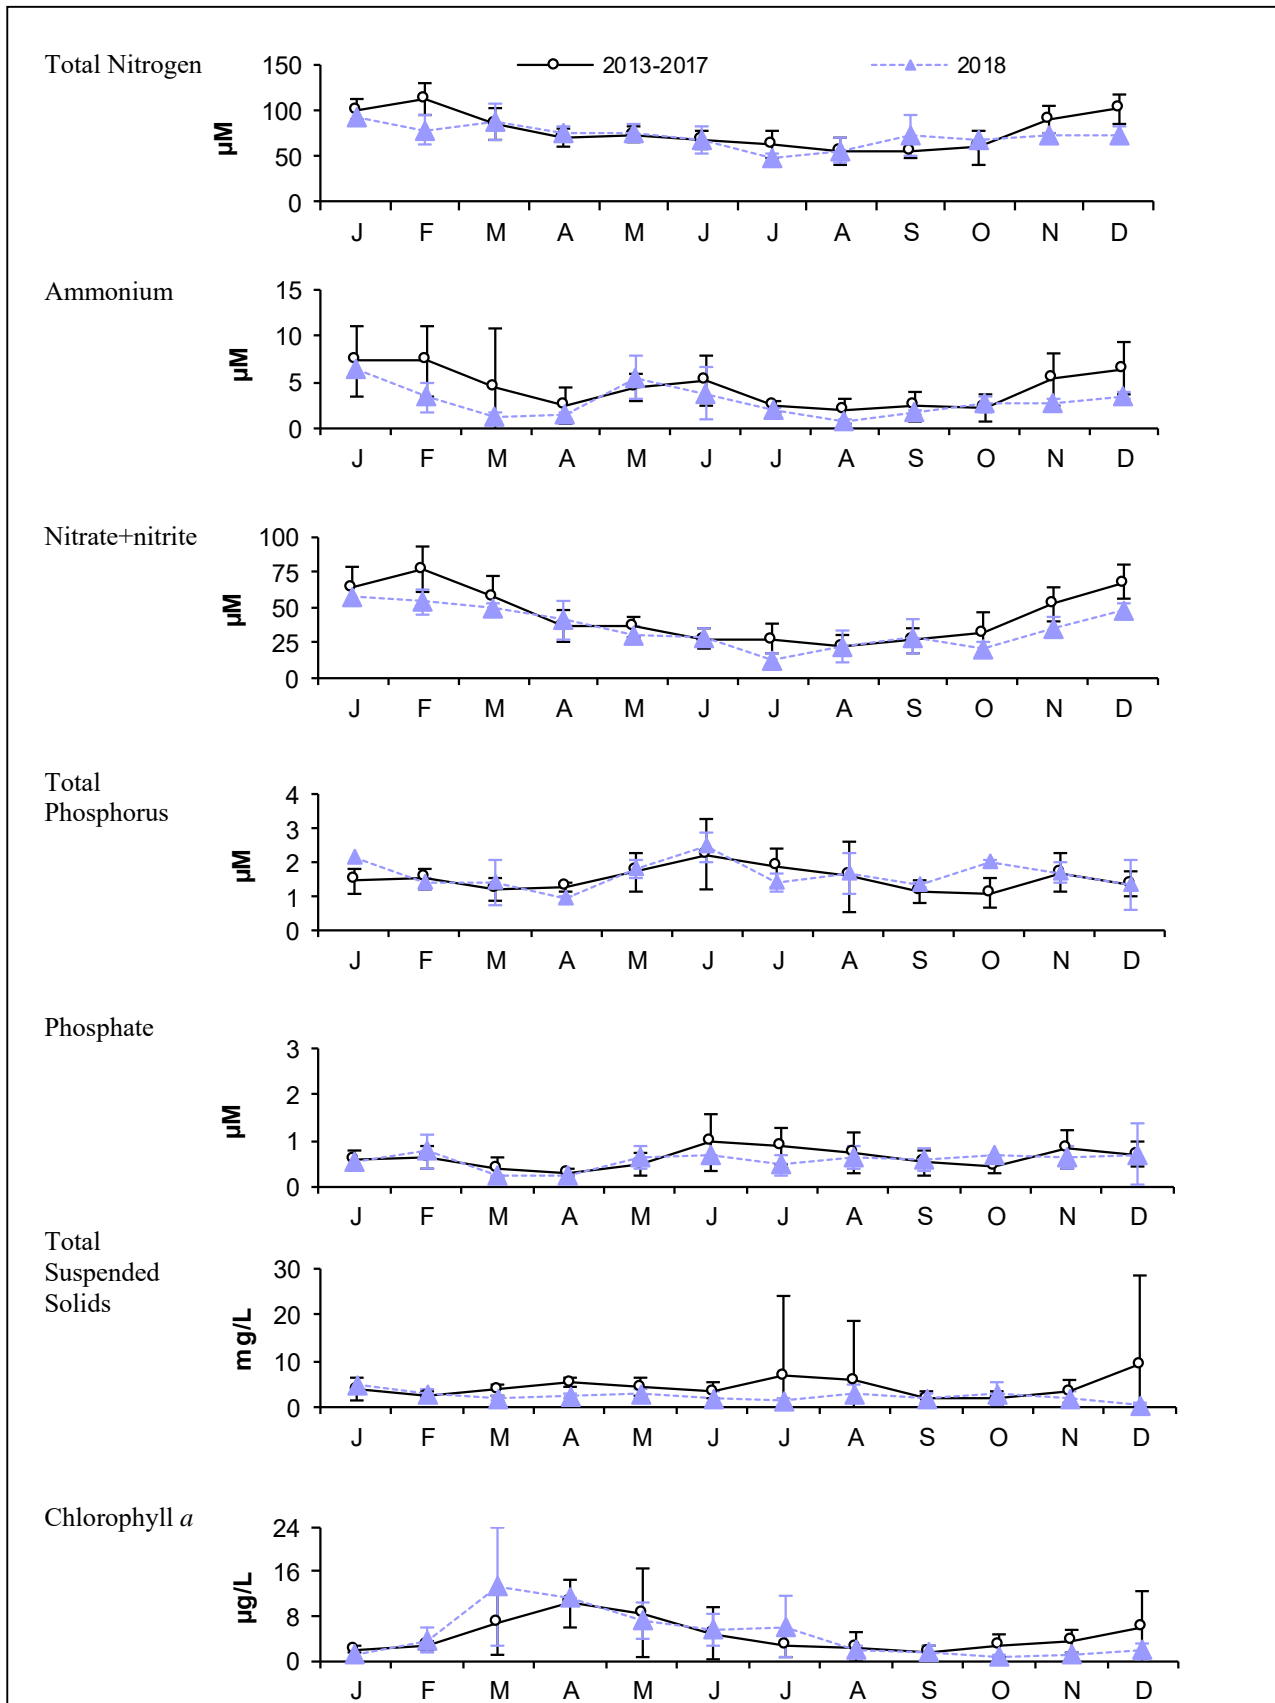 Total Nitrogen
2013-2017
2018
150
100
50
0
µM
J F M A M J J A S O N D
Ammonium
15
10
5
0
µM
J F M A M J J A S O N D
Nitrate+nitrite
100
75
50
25
0
µM
J F M A M J J A S O N D
Total
Phosphorus
4
3
2
1
0
µM
J F M A M J J A S O N D
Phosphate
3
2
1
0
µM
J F M A M J J A S O N D
Total
Suspended
Solids
30
20
10
0
mg/L
J F M A M J J A S O N D
Chlorophyll a
24
16
8
0
µg/L
J F M A M J J A S O N D